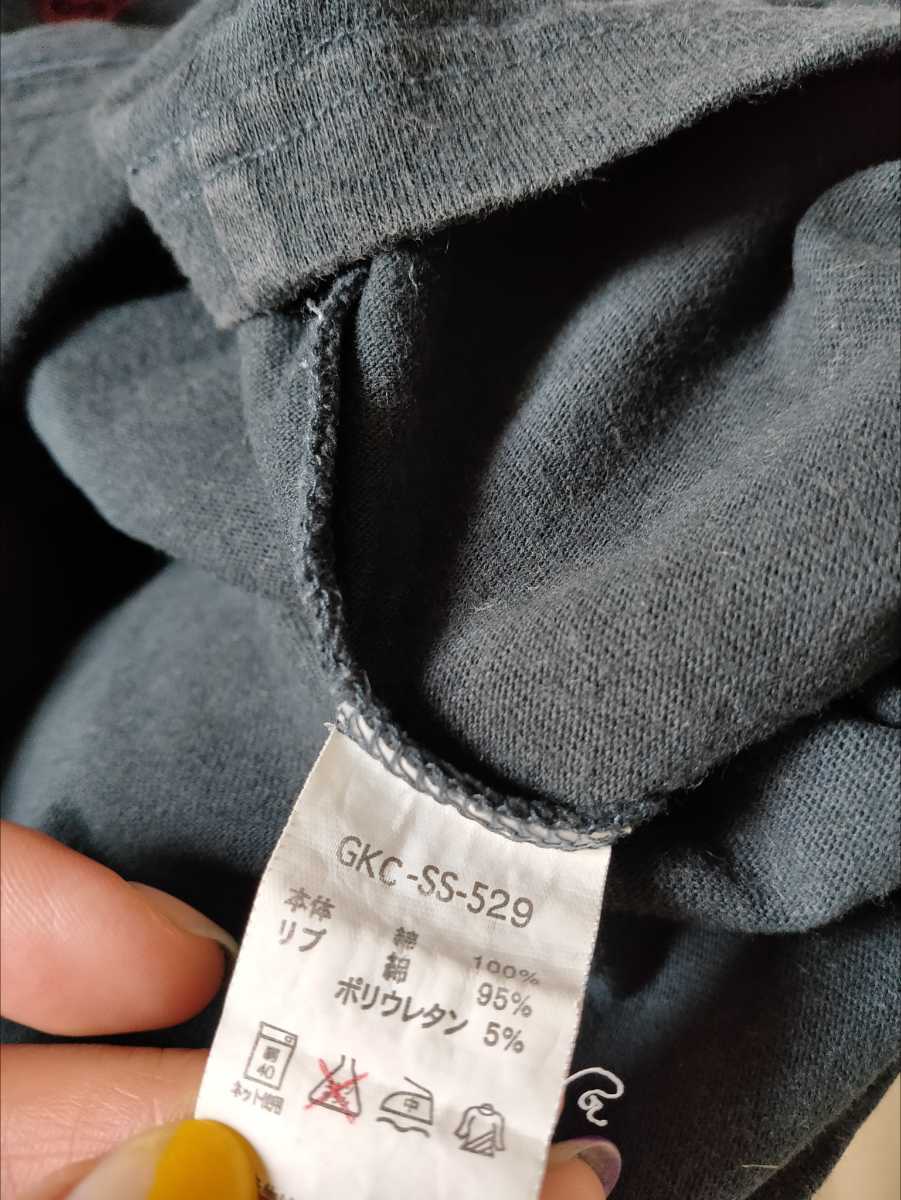 GKC-SS-529
本体 綿 100%
リブ 綿 95%
ポリウレタン 5%
弱
40
中
ネット使用